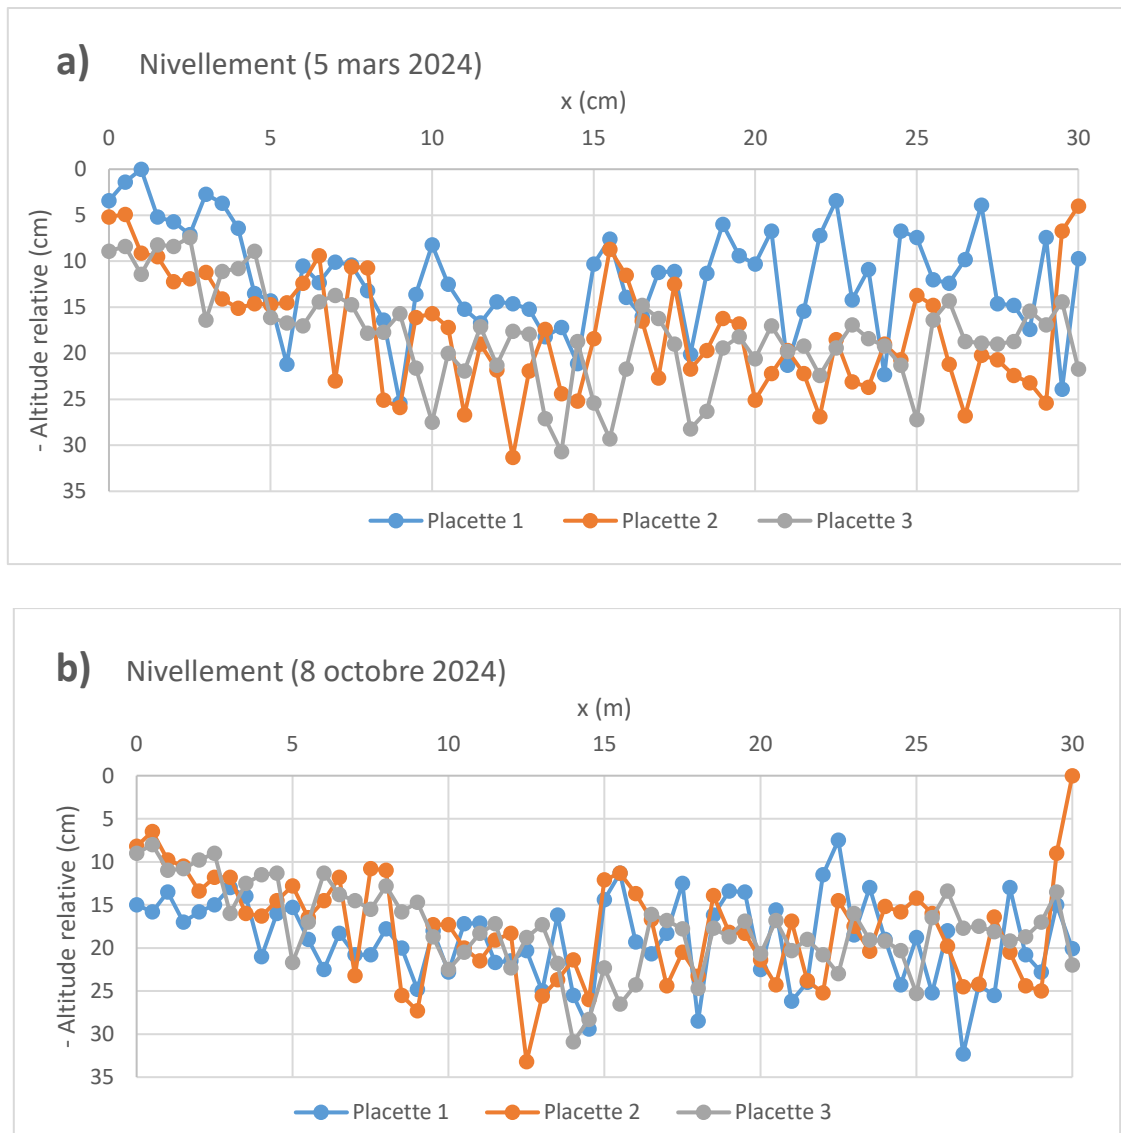 a) Nivellement (5 mars 2024)
x (cm)
0 5 10 15 20 25 30
0
5
10
15
20
25
30
35
- Altitude relative (cm)
Placette 1 Placette 2 Placette 3
b) Nivellement (8 octobre 2024)
x (m)
0 5 10 15 20 25 30
0
5
10
15
20
25
30
35
- Altitude relative (cm)
Placette 1 Placette 2 Placette 3